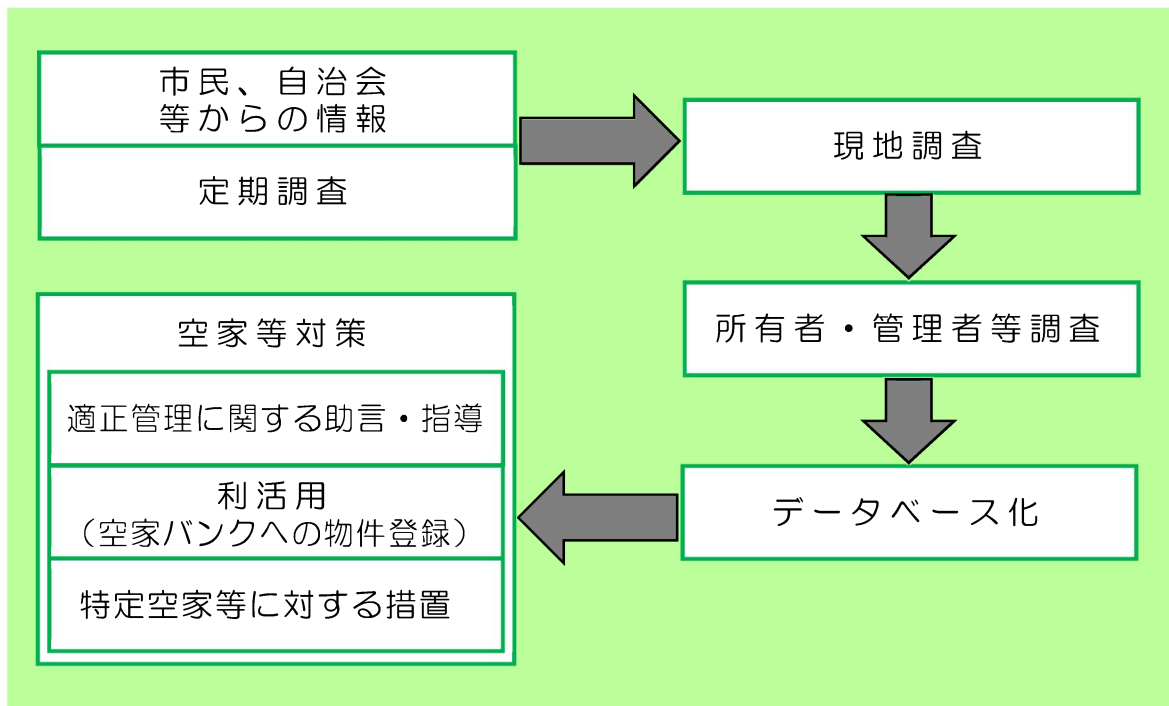 市民、自治会
等からの情報
定期調査
現地調査
所有者・管理者等調査
データベース化
空家等対策
適正管理に関する助言・指導
利活用
（空家バンクへの物件登録）
特定空家等に対する措置